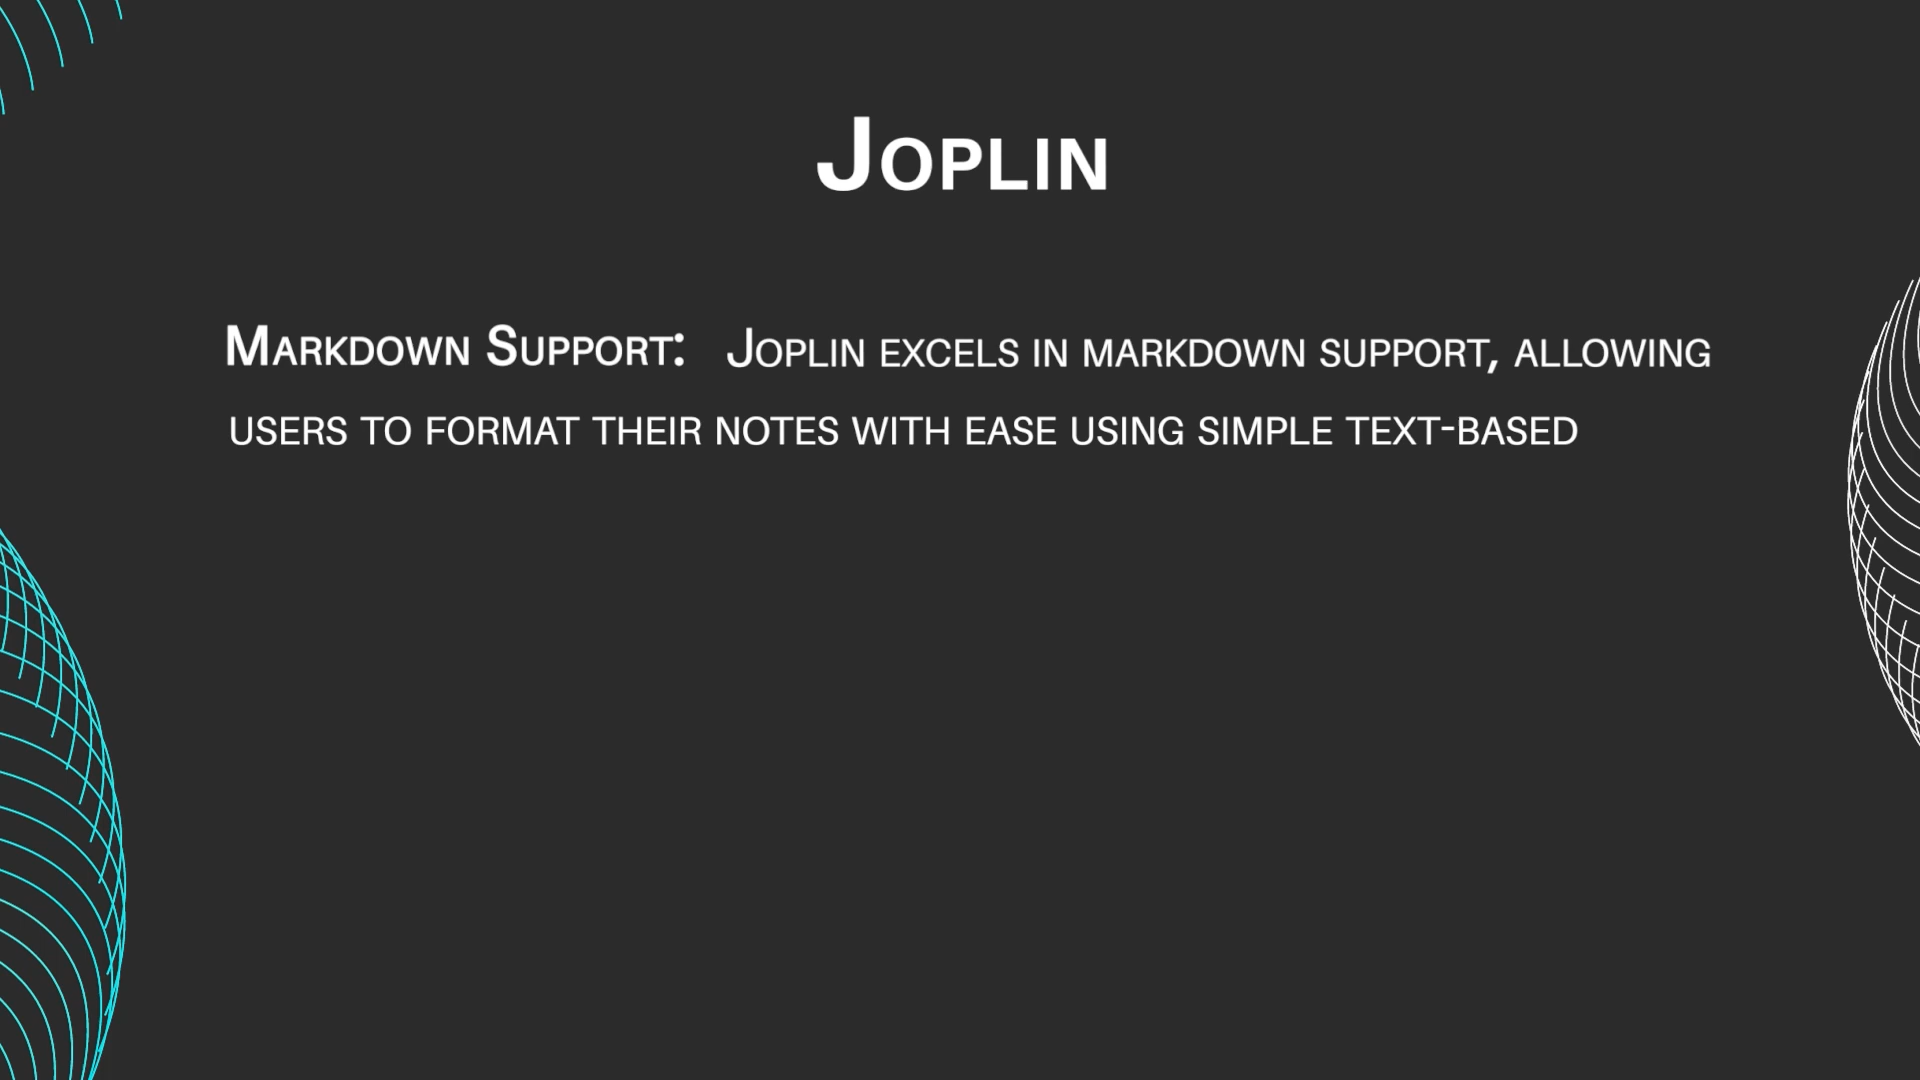 Joplin
Markdown Support: Joplin excels in markdown support, allowing
users to format their notes with ease using simple text-based